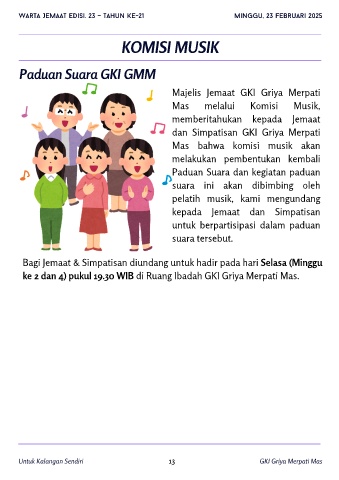 WARTA JEMAAT EDISI. 23 – TAHUN KE-21 MINGGU, 23 FEBRUARI 2025
KOMISI MUSIK
Paduan Suara GKI GMM
Majelis Jemaat GKI Griya Merpati
Mas melalui Komisi Musik,
memberitahukan kepada Jemaat
dan Simpatisan GKI Griya Merpati
Mas bahwa komisi musik akan
melakukan pembentukan kembali
Paduan Suara dan kegiatan paduan
suara ini akan dibimbing oleh
pelatih musik, kami mengundang
kepada Jemaat dan Simpatisan
untuk berpartisipasi dalam paduan
suara tersebut.
Bagi Jemaat & Simpatisan diundang untuk hadir pada hari Selasa (Minggu
ke 2 dan 4) pukul 19.30 WIB di Ruang Ibadah GKI Griya Merpati Mas.
Untuk Kalangan Sendiri 13 GKI Griya Merpati Mas